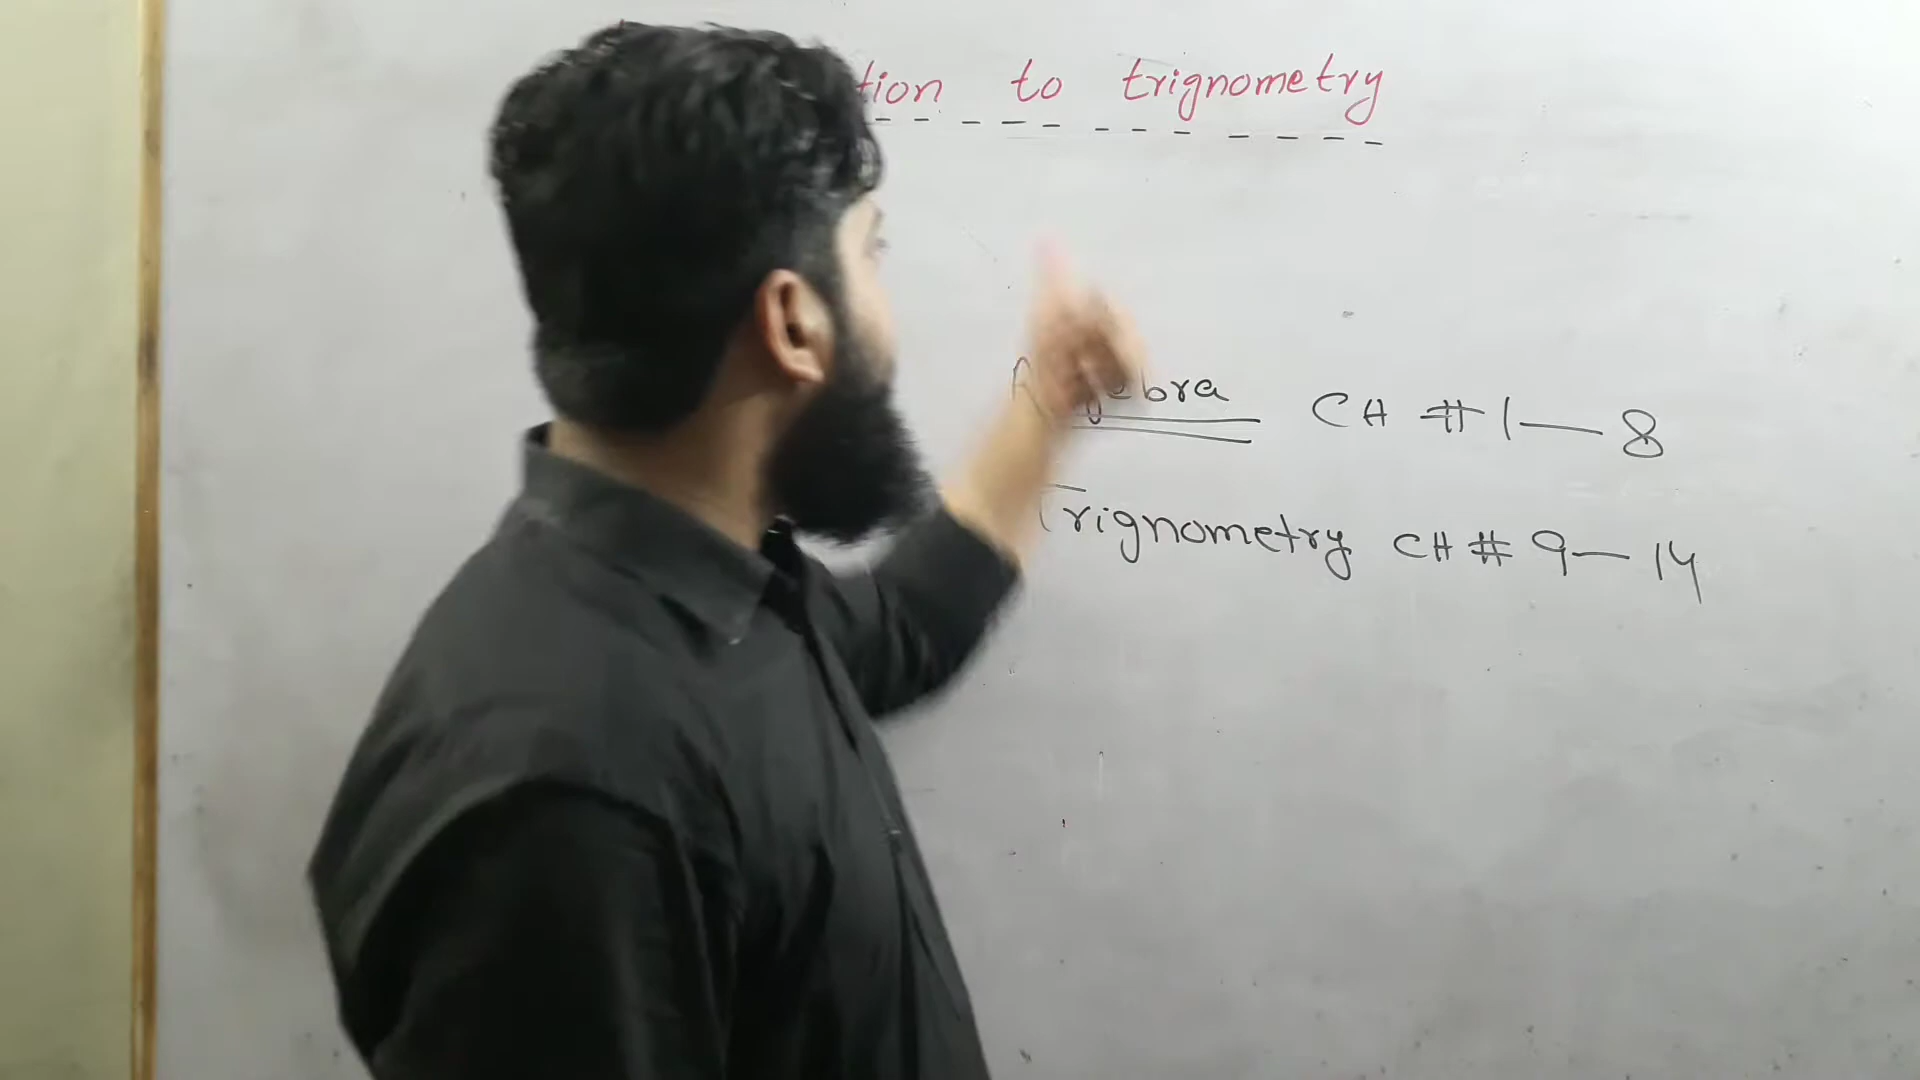 tion to trignometry
Algebra CH # 1 — 8
Trignometry CH # 9 — 14